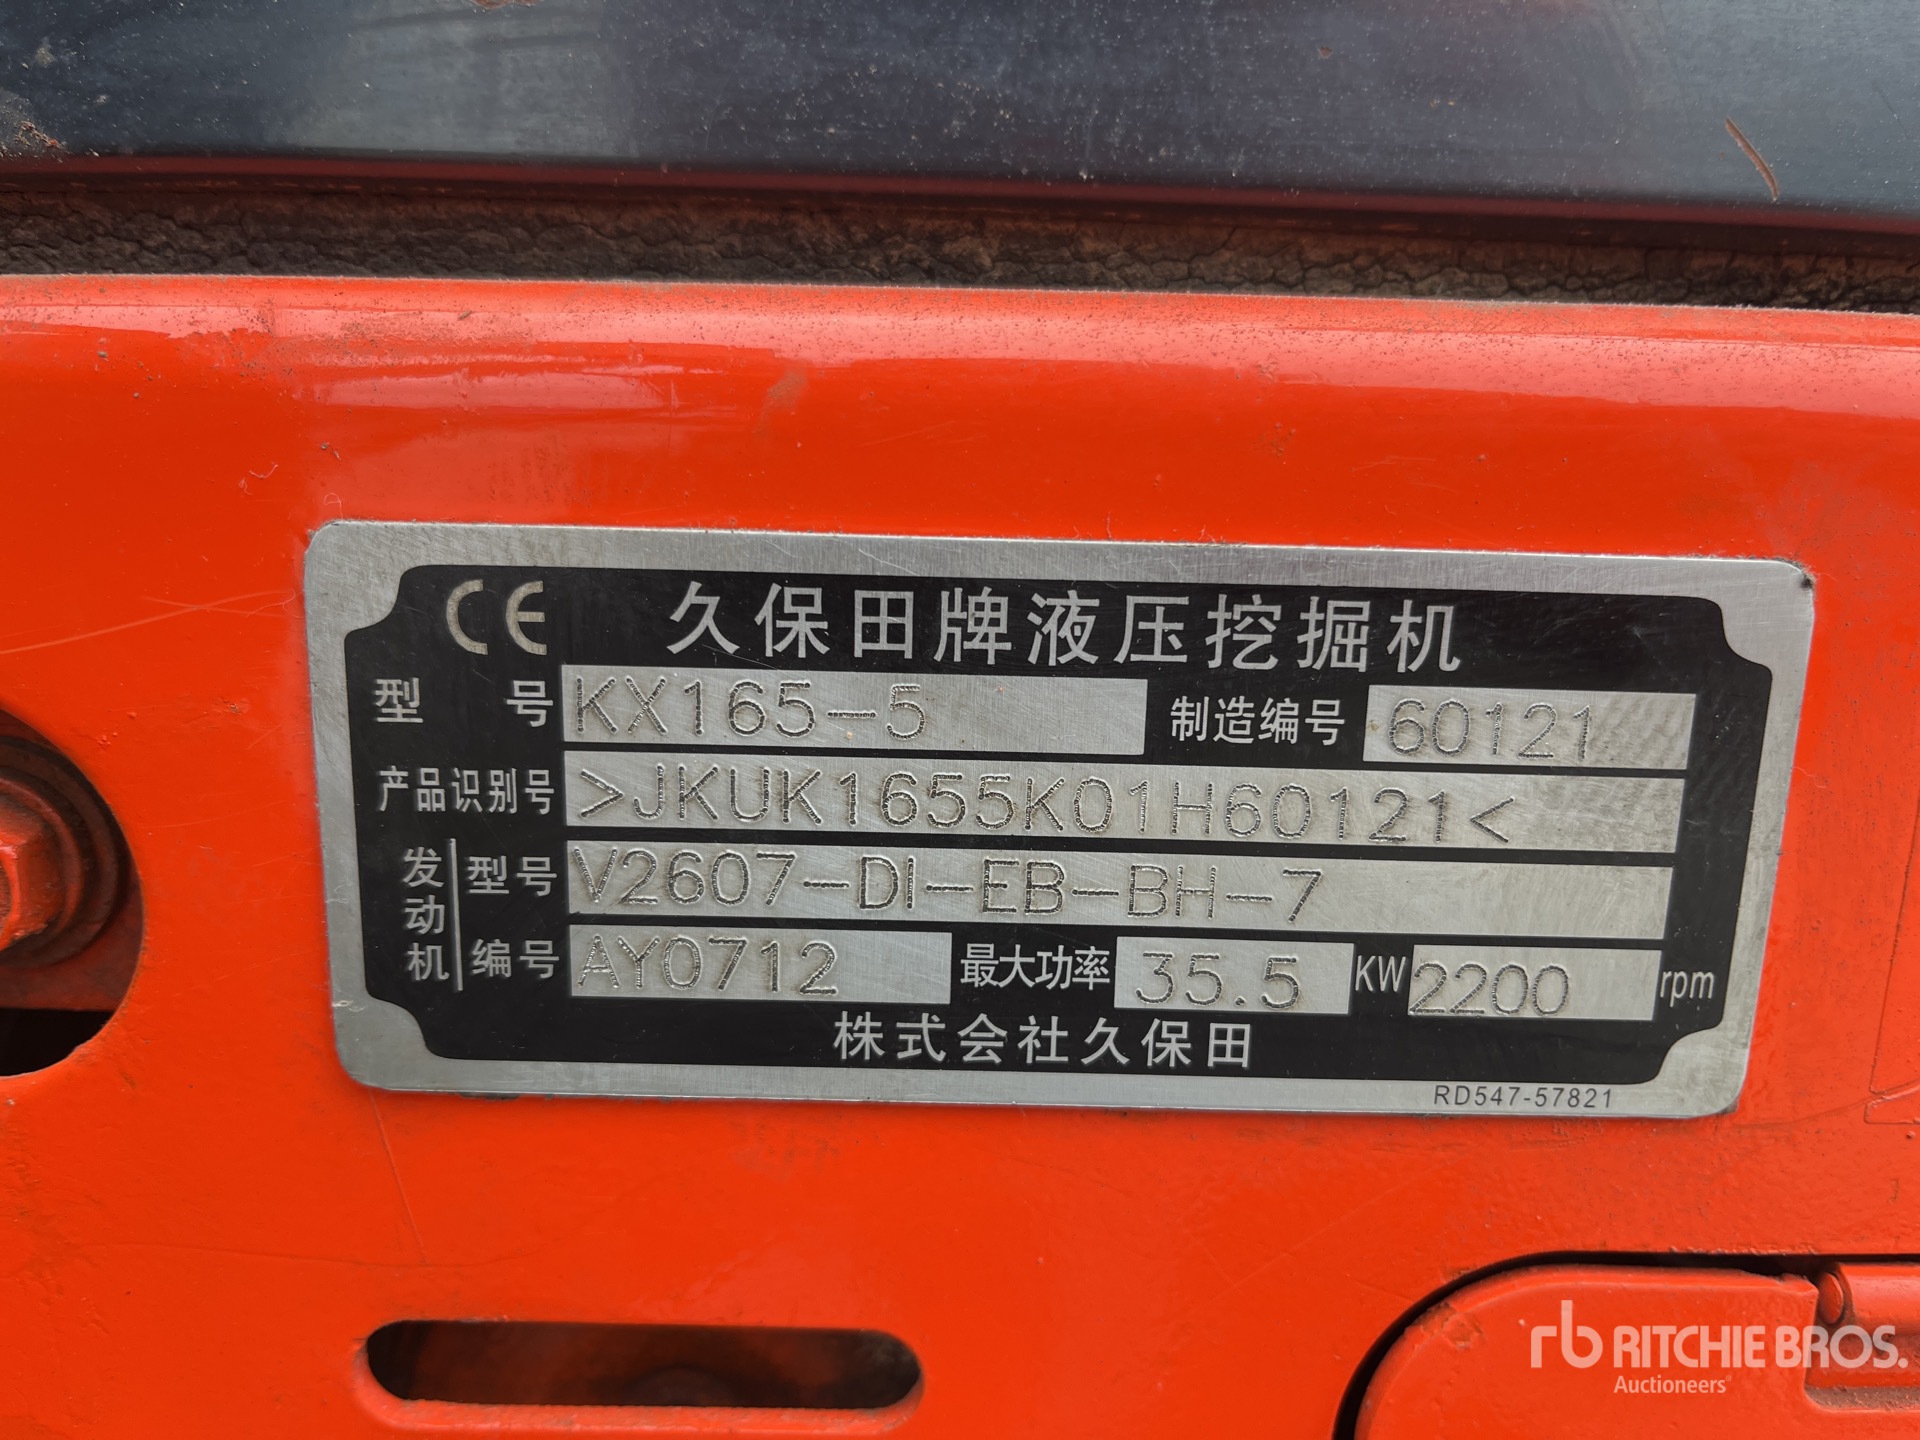 CE 久保田牌液压挖掘机
型号 KX165-5 制造编号 60121
产品识别号 >JKUK1655K01H60121<
发动机 型号 V2607-DI-EB-BH-7
编号 AY0712 最大功率 35.5 KW 2200 rpm
株式会社久保田
RD547-57821
rb RITCHIE BROS.
Auctioneers